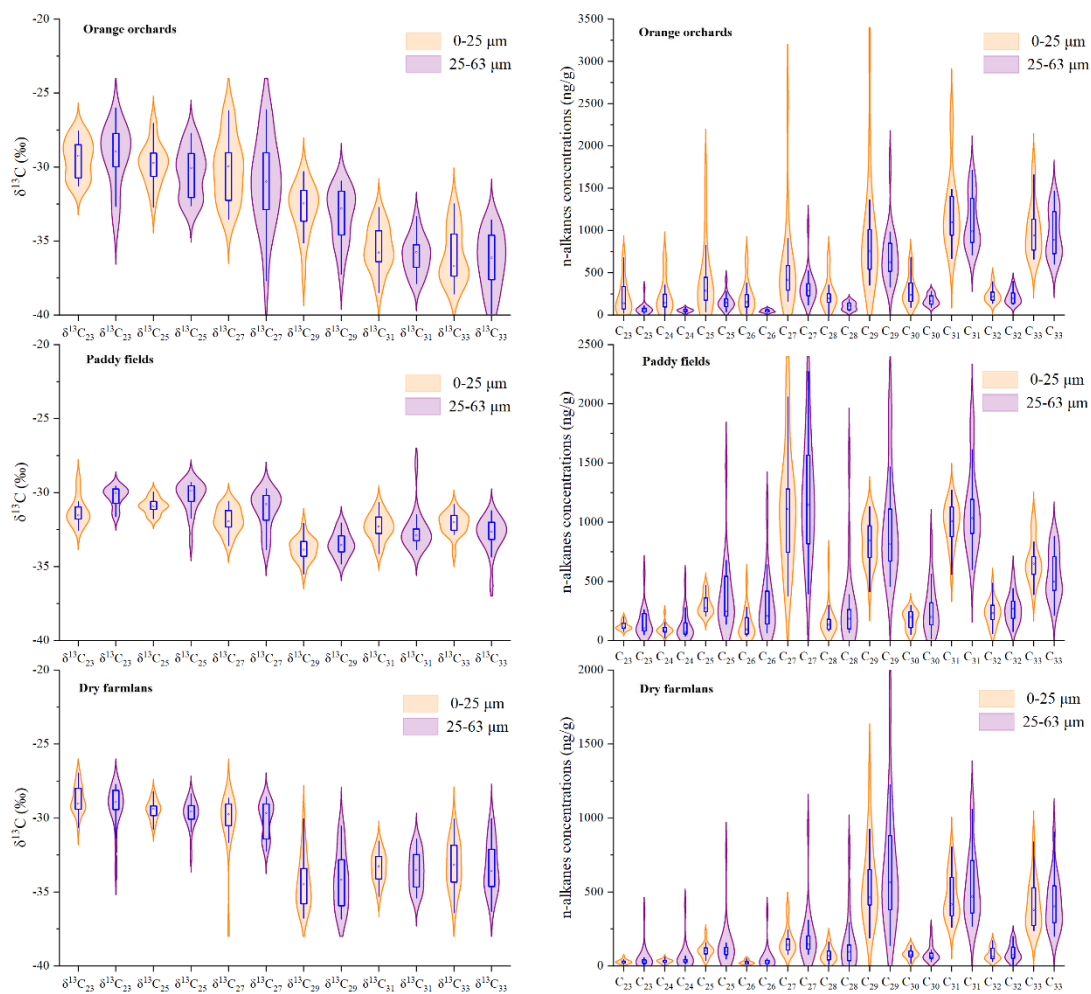 Orange orchards
0-25 μm
25-63 μm
δ¹³C (‰)
-20
-25
-30
-35
-40
δ¹³C₂₃ δ¹³C₂₃ δ¹³C₂₅ δ¹³C₂₅ δ¹³C₂₇ δ¹³C₂₇ δ¹³C₂₉ δ¹³C₂₉ δ¹³C₃₁ δ¹³C₃₁ δ¹³C₃₃ δ¹³C₃₃
Orange orchards
0-25 μm
25-63 μm
n-alkanes concentrations (ng/g)
3500
3000
2500
2000
1500
1000
500
0
C₂₃ C₂₃ C₂₄ C₂₄ C₂₅ C₂₅ C₂₆ C₂₆ C₂₇ C₂₇ C₂₈ C₂₈ C₂₉ C₂₉ C₃₀ C₃₀ C₃₁ C₃₁ C₃₂ C₃₂ C₃₃ C₃₃
Paddy fields
0-25 μm
25-63 μm
δ¹³C (‰)
-20
-25
-30
-35
-40
δ¹³C₂₃ δ¹³C₂₃ δ¹³C₂₅ δ¹³C₂₅ δ¹³C₂₇ δ¹³C₂₇ δ¹³C₂₉ δ¹³C₂₉ δ¹³C₃₁ δ¹³C₃₁ δ¹³C₃₃ δ¹³C₃₃
Paddy fields
0-25 μm
25-63 μm
n-alkanes concentrations (ng/g)
2500
2000
1500
1000
500
0
C₂₃ C₂₃ C₂₄ C₂₄ C₂₅ C₂₅ C₂₆ C₂₆ C₂₇ C₂₇ C₂₈ C₂₈ C₂₉ C₂₉ C₃₀ C₃₀ C₃₁ C₃₁ C₃₂ C₃₂ C₃₃ C₃₃
Dry farmlans
0-25 μm
25-63 μm
δ¹³C (‰)
-20
-25
-30
-35
-40
δ¹³C₂₃ δ¹³C₂₃ δ¹³C₂₅ δ¹³C₂₅ δ¹³C₂₇ δ¹³C₂₇ δ¹³C₂₉ δ¹³C₂₉ δ¹³C₃₁ δ¹³C₃₁ δ¹³C₃₃ δ¹³C₃₃
Dry farmlans
0-25 μm
25-63 μm
n-alkanes concentrations (ng/g)
2000
1500
1000
500
0
C₂₃ C₂₃ C₂₄ C₂₄ C₂₅ C₂₅ C₂₆ C₂₆ C₂₇ C₂₇ C₂₈ C₂₈ C₂₉ C₂₉ C₃₀ C₃₀ C₃₁ C₃₁ C₃₂ C₃₂ C₃₃ C₃₃